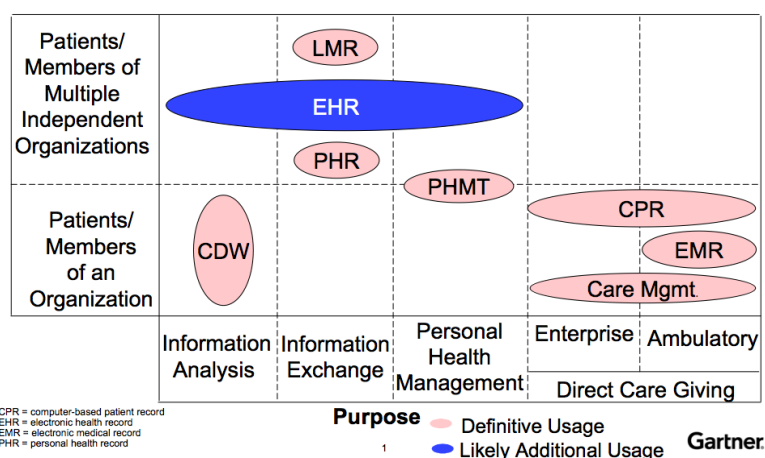 Patients/
Members of
Multiple
Independent
Organizations
LMR
EHR
PHR
PHMT
Patients/
Members
of an
Organization
CDW
CPR
EMR
Care Mgmt.
Information
Analysis
Information
Exchange
Personal
Health
Management
Enterprise
Ambulatory
Direct Care Giving
CPR = computer-based patient record
EHR = electronic health record
EMR = electronic medical record
PHR = personal health record
Purpose
Definitive Usage
Likely Additional Usage
1
Gartner